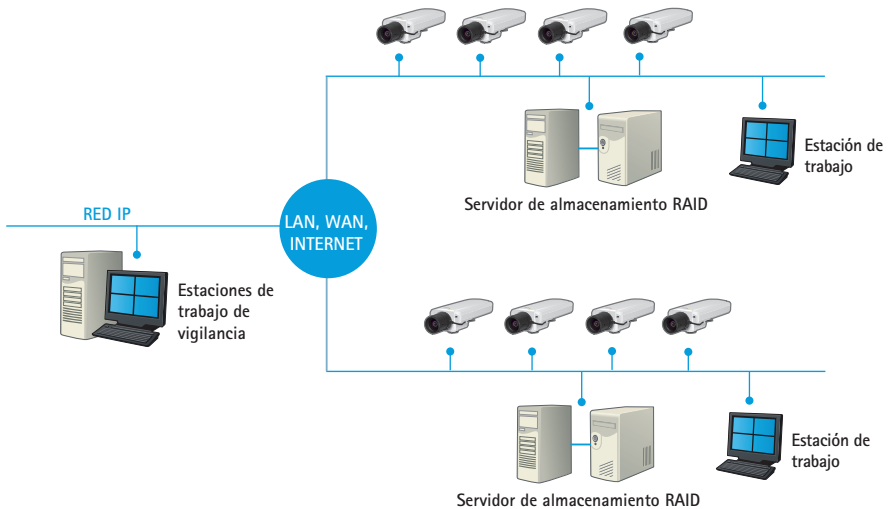 Estación de
trabajo
Servidor de almacenamiento RAID
RED IP
LAN, WAN,
INTERNET
Estaciones de
trabajo de
vigilancia
Estación de
trabajo
Servidor de almacenamiento RAID